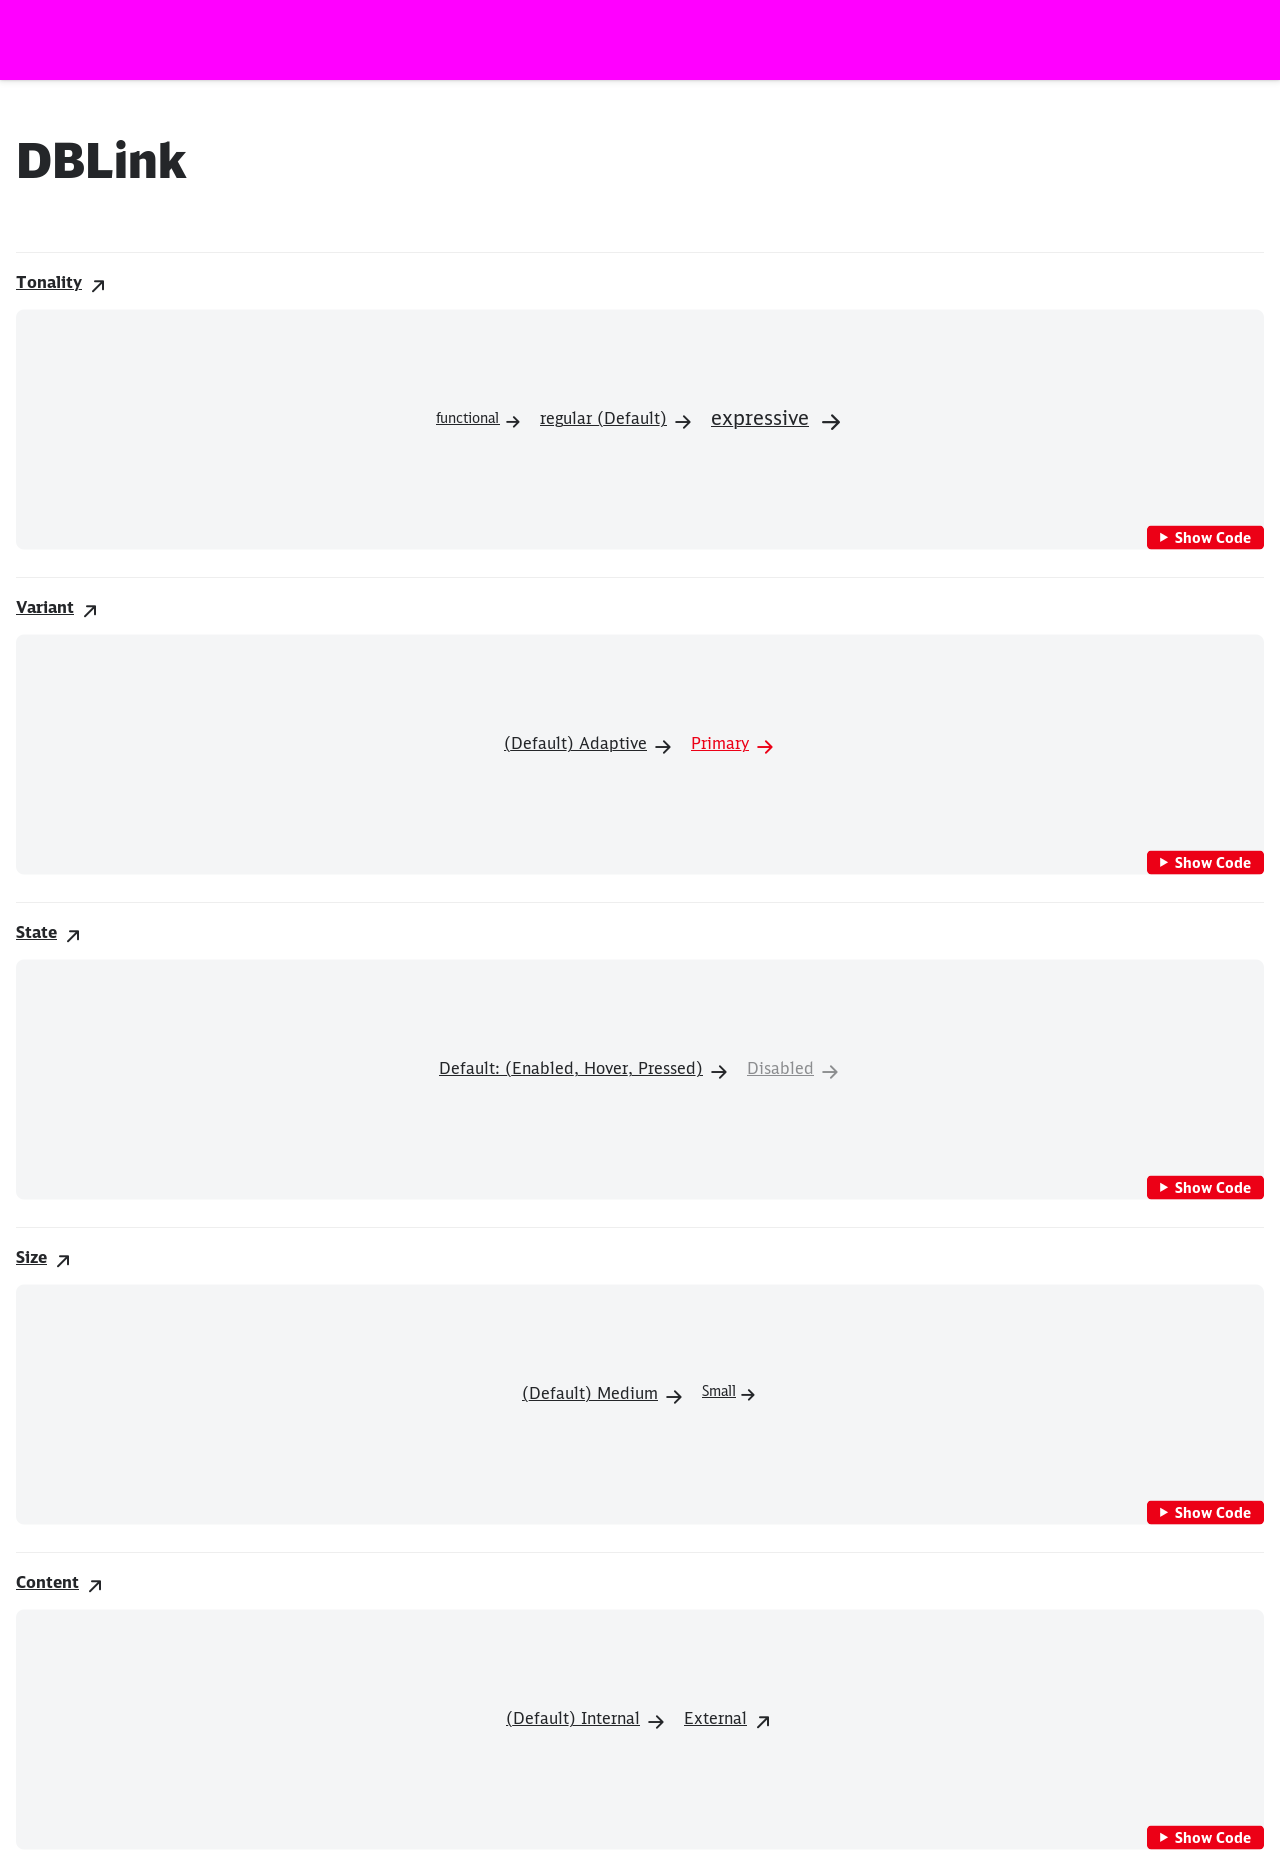 DBLink
Tonality
functional regular (Default) expressive
Show Code
Variant
(Default) Adaptive Primary
Show Code
State
Default: (Enabled, Hover, Pressed) Disabled
Show Code
Size
(Default) Medium Small
Show Code
Content
(Default) Internal External
Show Code